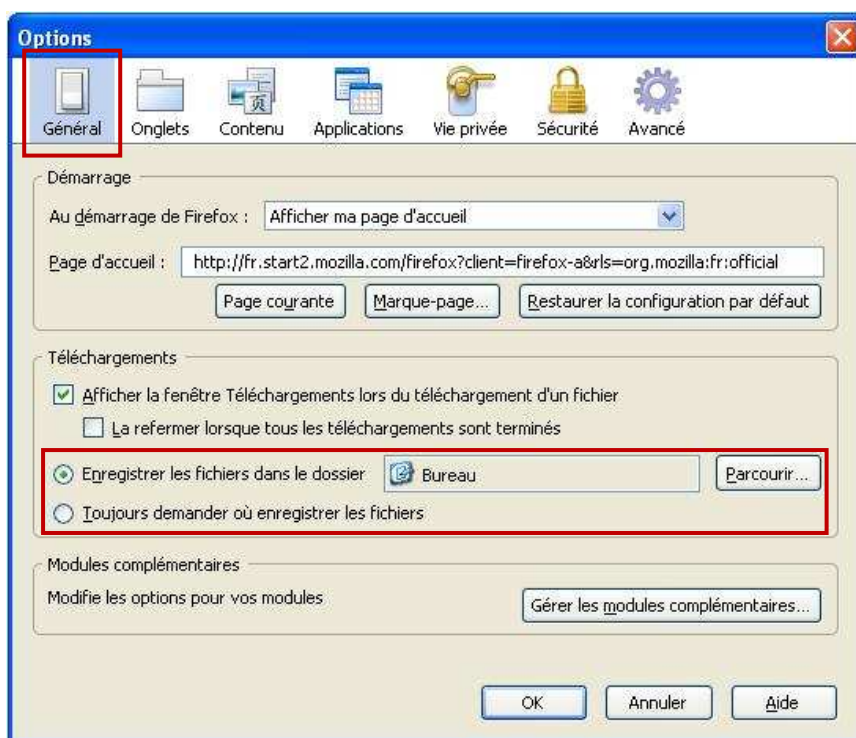 Options
Général Onglets Contenu Applications Vie privée Sécurité Avancé
Démarrage
Au démarrage de Firefox : Afficher ma page d'accueil
Page d'accueil : http://fr.start2.mozilla.com/firefox?client=firefox-a&rls=org.mozilla:fr:official
Page courante Marque-page... Restaurer la configuration par défaut
Téléchargements
Afficher la fenêtre Téléchargements lors du téléchargement d'un fichier
La refermer lorsque tous les téléchargements sont terminés
Enregistrer les fichiers dans le dossier Bureau Parcourir...
Toujours demander où enregistrer les fichiers
Modules complémentaires
Modifie les options pour vos modules Gérer les modules complémentaires...
OK Annuler Aide